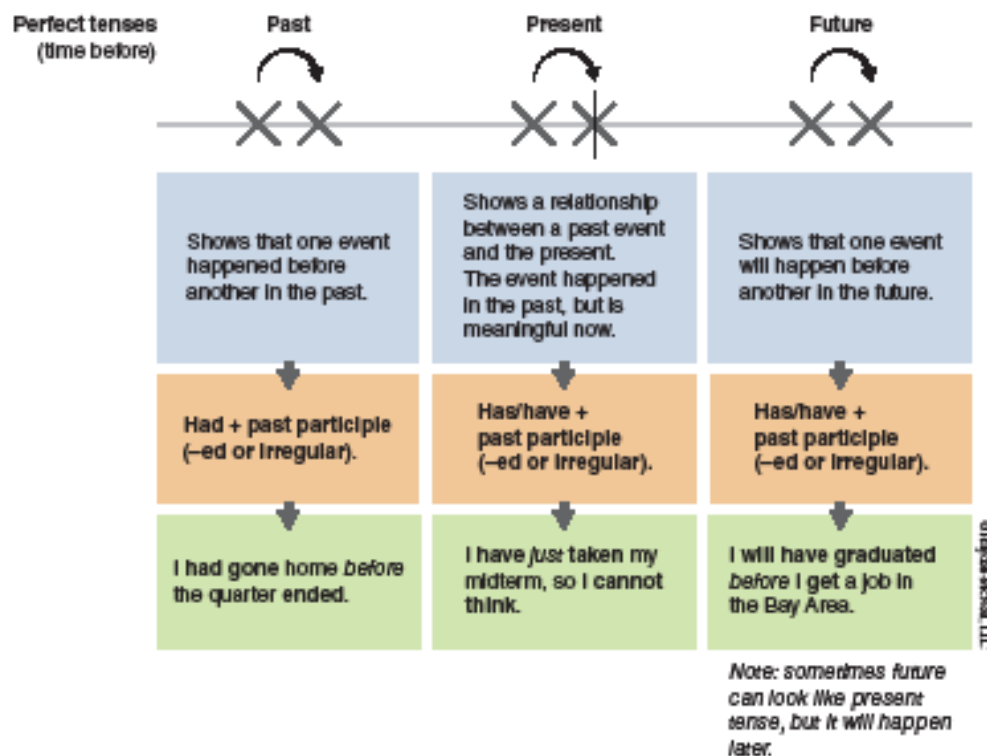 Perfect tenses
(time before)
Past
Present
Future
Shows that one event
happened before
another in the past.
Shows a relationship
between a past event
and the present.
The event happened
in the past, but is
meaningful now.
Shows that one event
will happen before
another in the future.
Had + past participle
(–ed or irregular).
Has/have +
past participle
(–ed or irregular).
Has/have +
past participle
(–ed or irregular).
I had gone home before
the quarter ended.
I have just taken my
midterm, so I cannot
think.
I will have graduated
before I get a job in
the Bay Area.
Note: sometimes future
can look like present
tense, but it will happen
later.